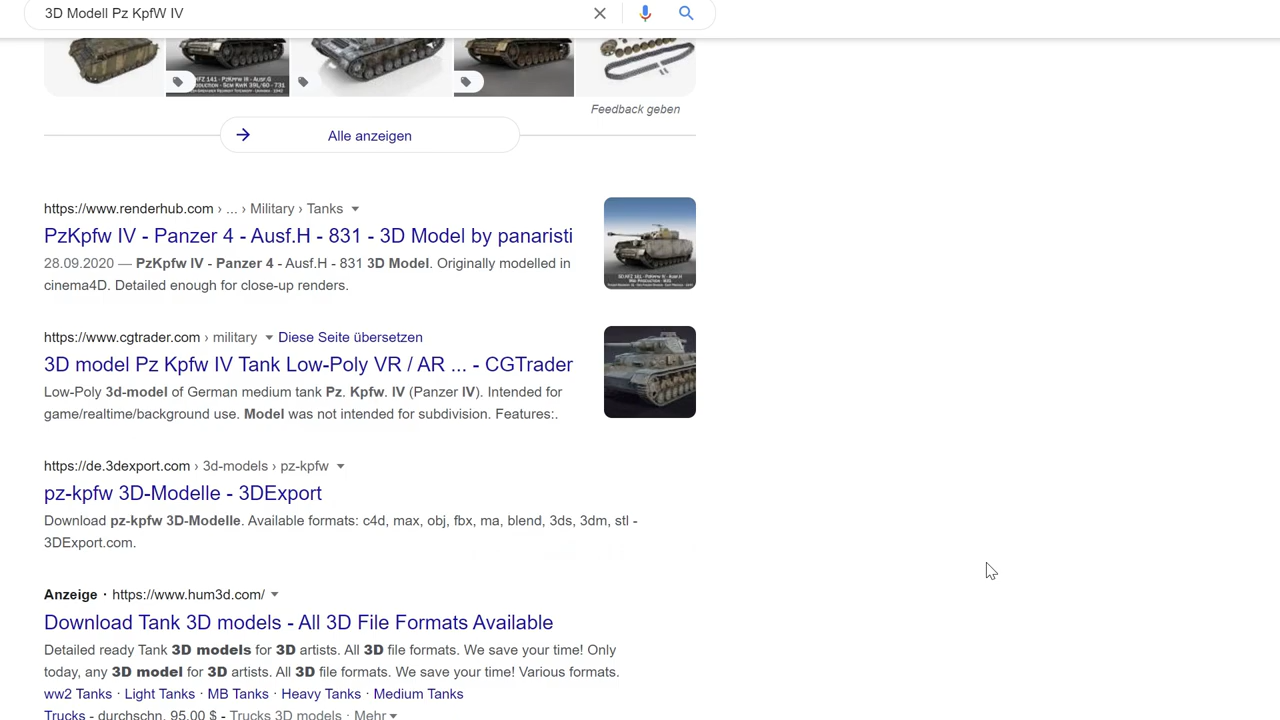 3D Modell Pz KpfW IV
Feedback geben
Alle anzeigen
https://www.renderhub.com › ... › Military › Tanks
PzKpfw IV - Panzer 4 - Ausf.H - 831 - 3D Model by panaristi
28.09.2020 — PzKpfw IV - Panzer 4 - Ausf.H - 831 3D Model. Originally modelled in
cinema4D. Detailed enough for close-up renders.
https://www.cgtrader.com › military Diese Seite übersetzen
3D model Pz Kpfw IV Tank Low-Poly VR / AR ... - CGTrader
Low-Poly 3d-model of German medium tank Pz. Kpfw. IV (Panzer IV). Intended for
game/realtime/background use. Model was not intended for subdivision. Features:.
https://de.3dexport.com › 3d-models › pz-kpfw
pz-kpfw 3D-Modelle - 3DExport
Download pz-kpfw 3D-Modelle. Available formats: c4d, max, obj, fbx, ma, blend, 3ds, 3dm, stl -
3DExport.com.
Anzeige · https://www.hum3d.com/
Download Tank 3D models - All 3D File Formats Available
Detailed ready Tank 3D models for 3D artists. All 3D file formats. We save your time! Only
today, any 3D model for 3D artists. All 3D file formats. We save your time! Various formats.
ww2 Tanks · Light Tanks · MB Tanks · Heavy Tanks · Medium Tanks
Trucks - durchschn. 95,00 $ - Trucks 3D models · Mehr